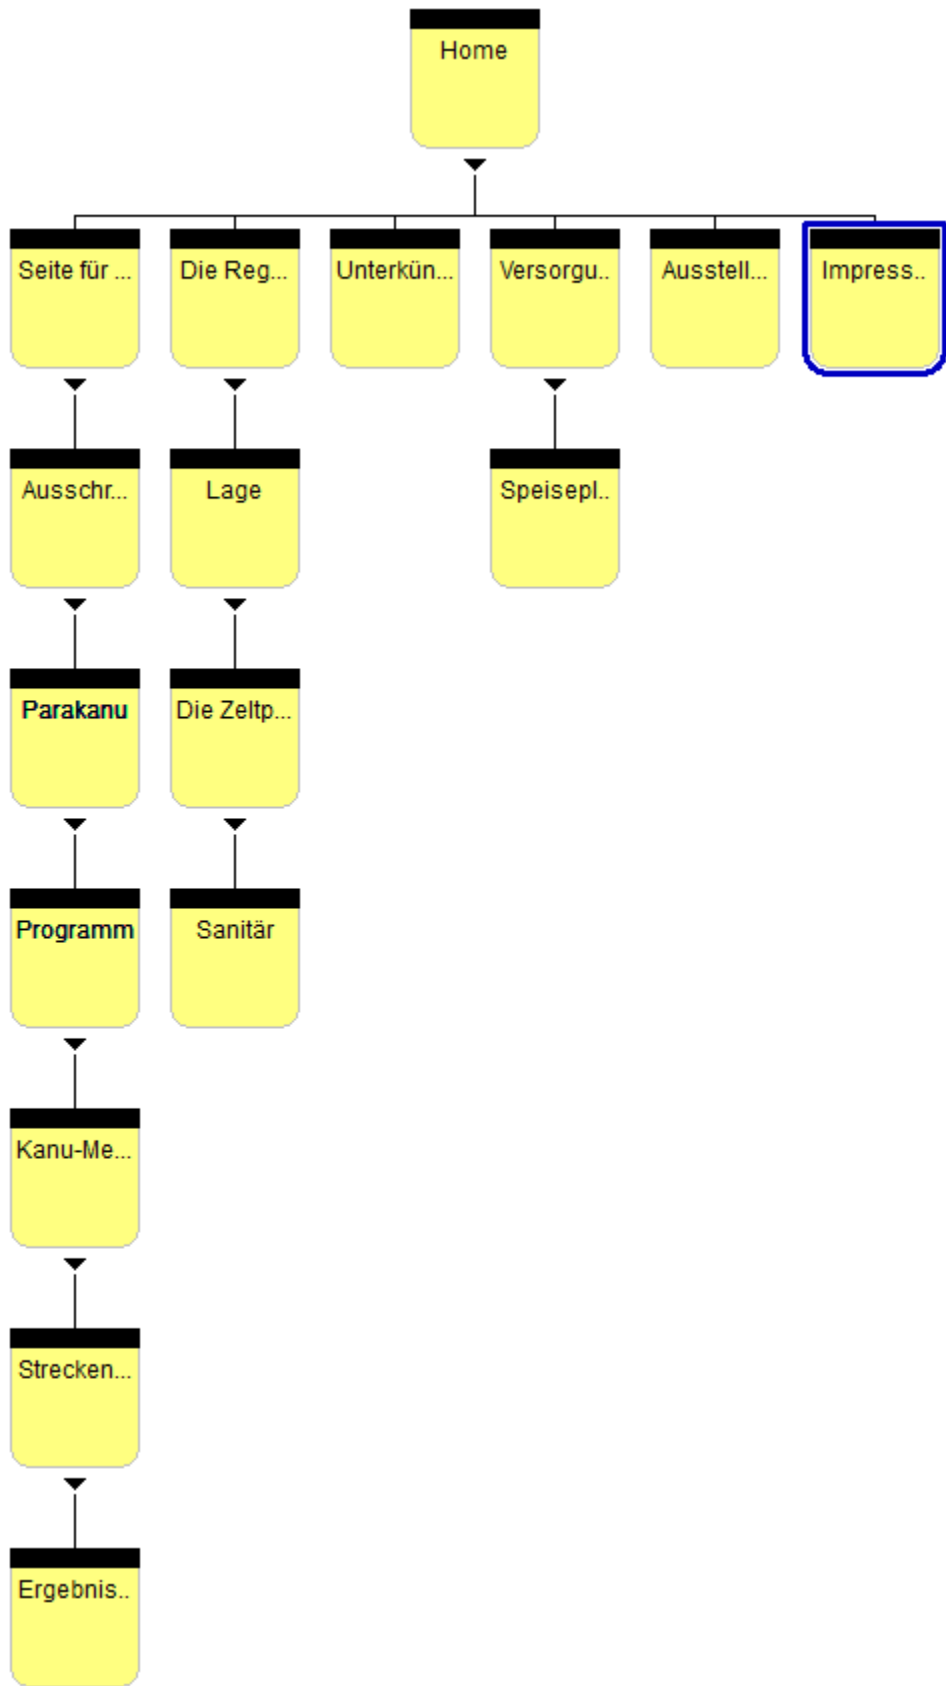 Home
Seite für ...
Die Reg...
Unterkün...
Versorgu..
Ausstell...
Impress..
Ausschr...
Lage
Speisepl..
Parakanu
Die Zeltp...
Programm
Sanitär
Kanu-Me...
Strecken...
Ergebnis..